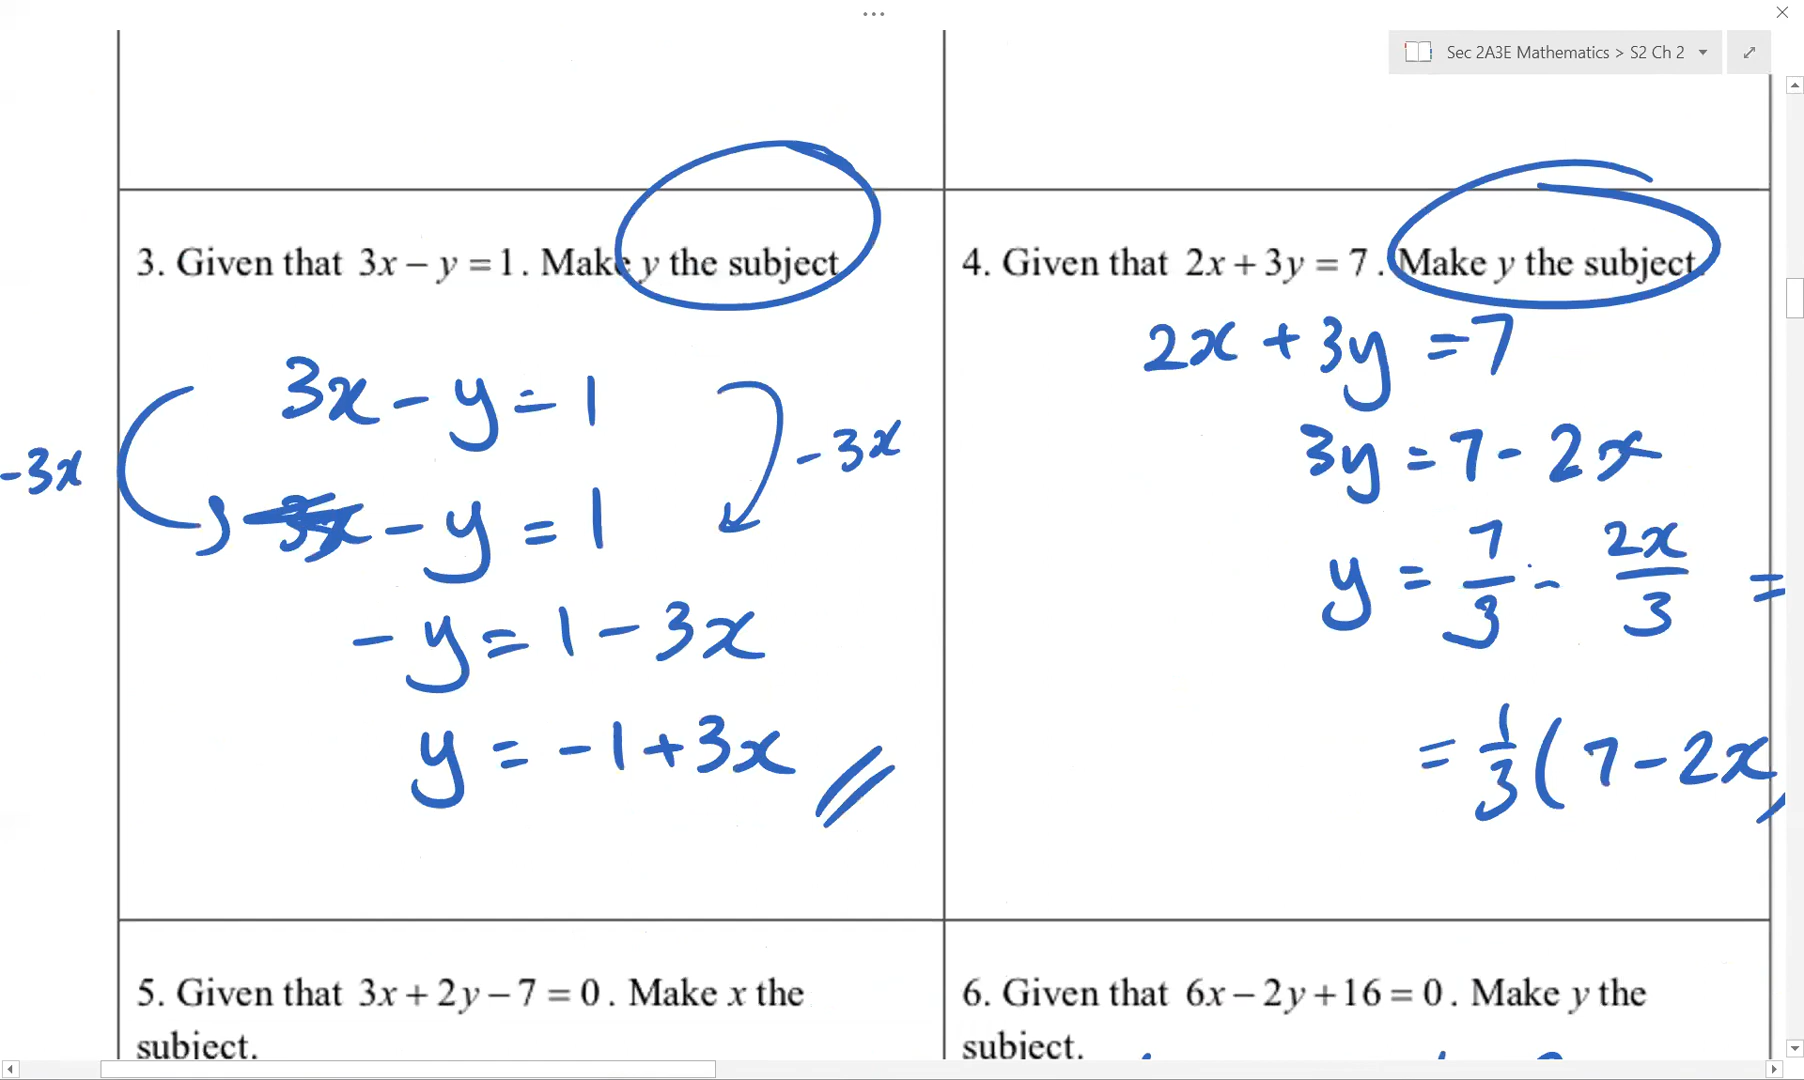 Sec 2A3E Mathematics > S2 Ch 2
3. Given that 3x − y = 1. Make y the subject
3x − y = 1
−3x
−3x
3x − y = 1
−y = 1 − 3x
y = −1 + 3x
4. Given that 2x + 3y = 7. Make y the subject.
2x + 3y = 7
3y = 7 − 2x
y = 7/3 − 2x/3 =
= 1/3 (7 − 2x)
5. Given that 3x + 2y − 7 = 0. Make x the
subject.
6. Given that 6x − 2y + 16 = 0. Make y the
subject.